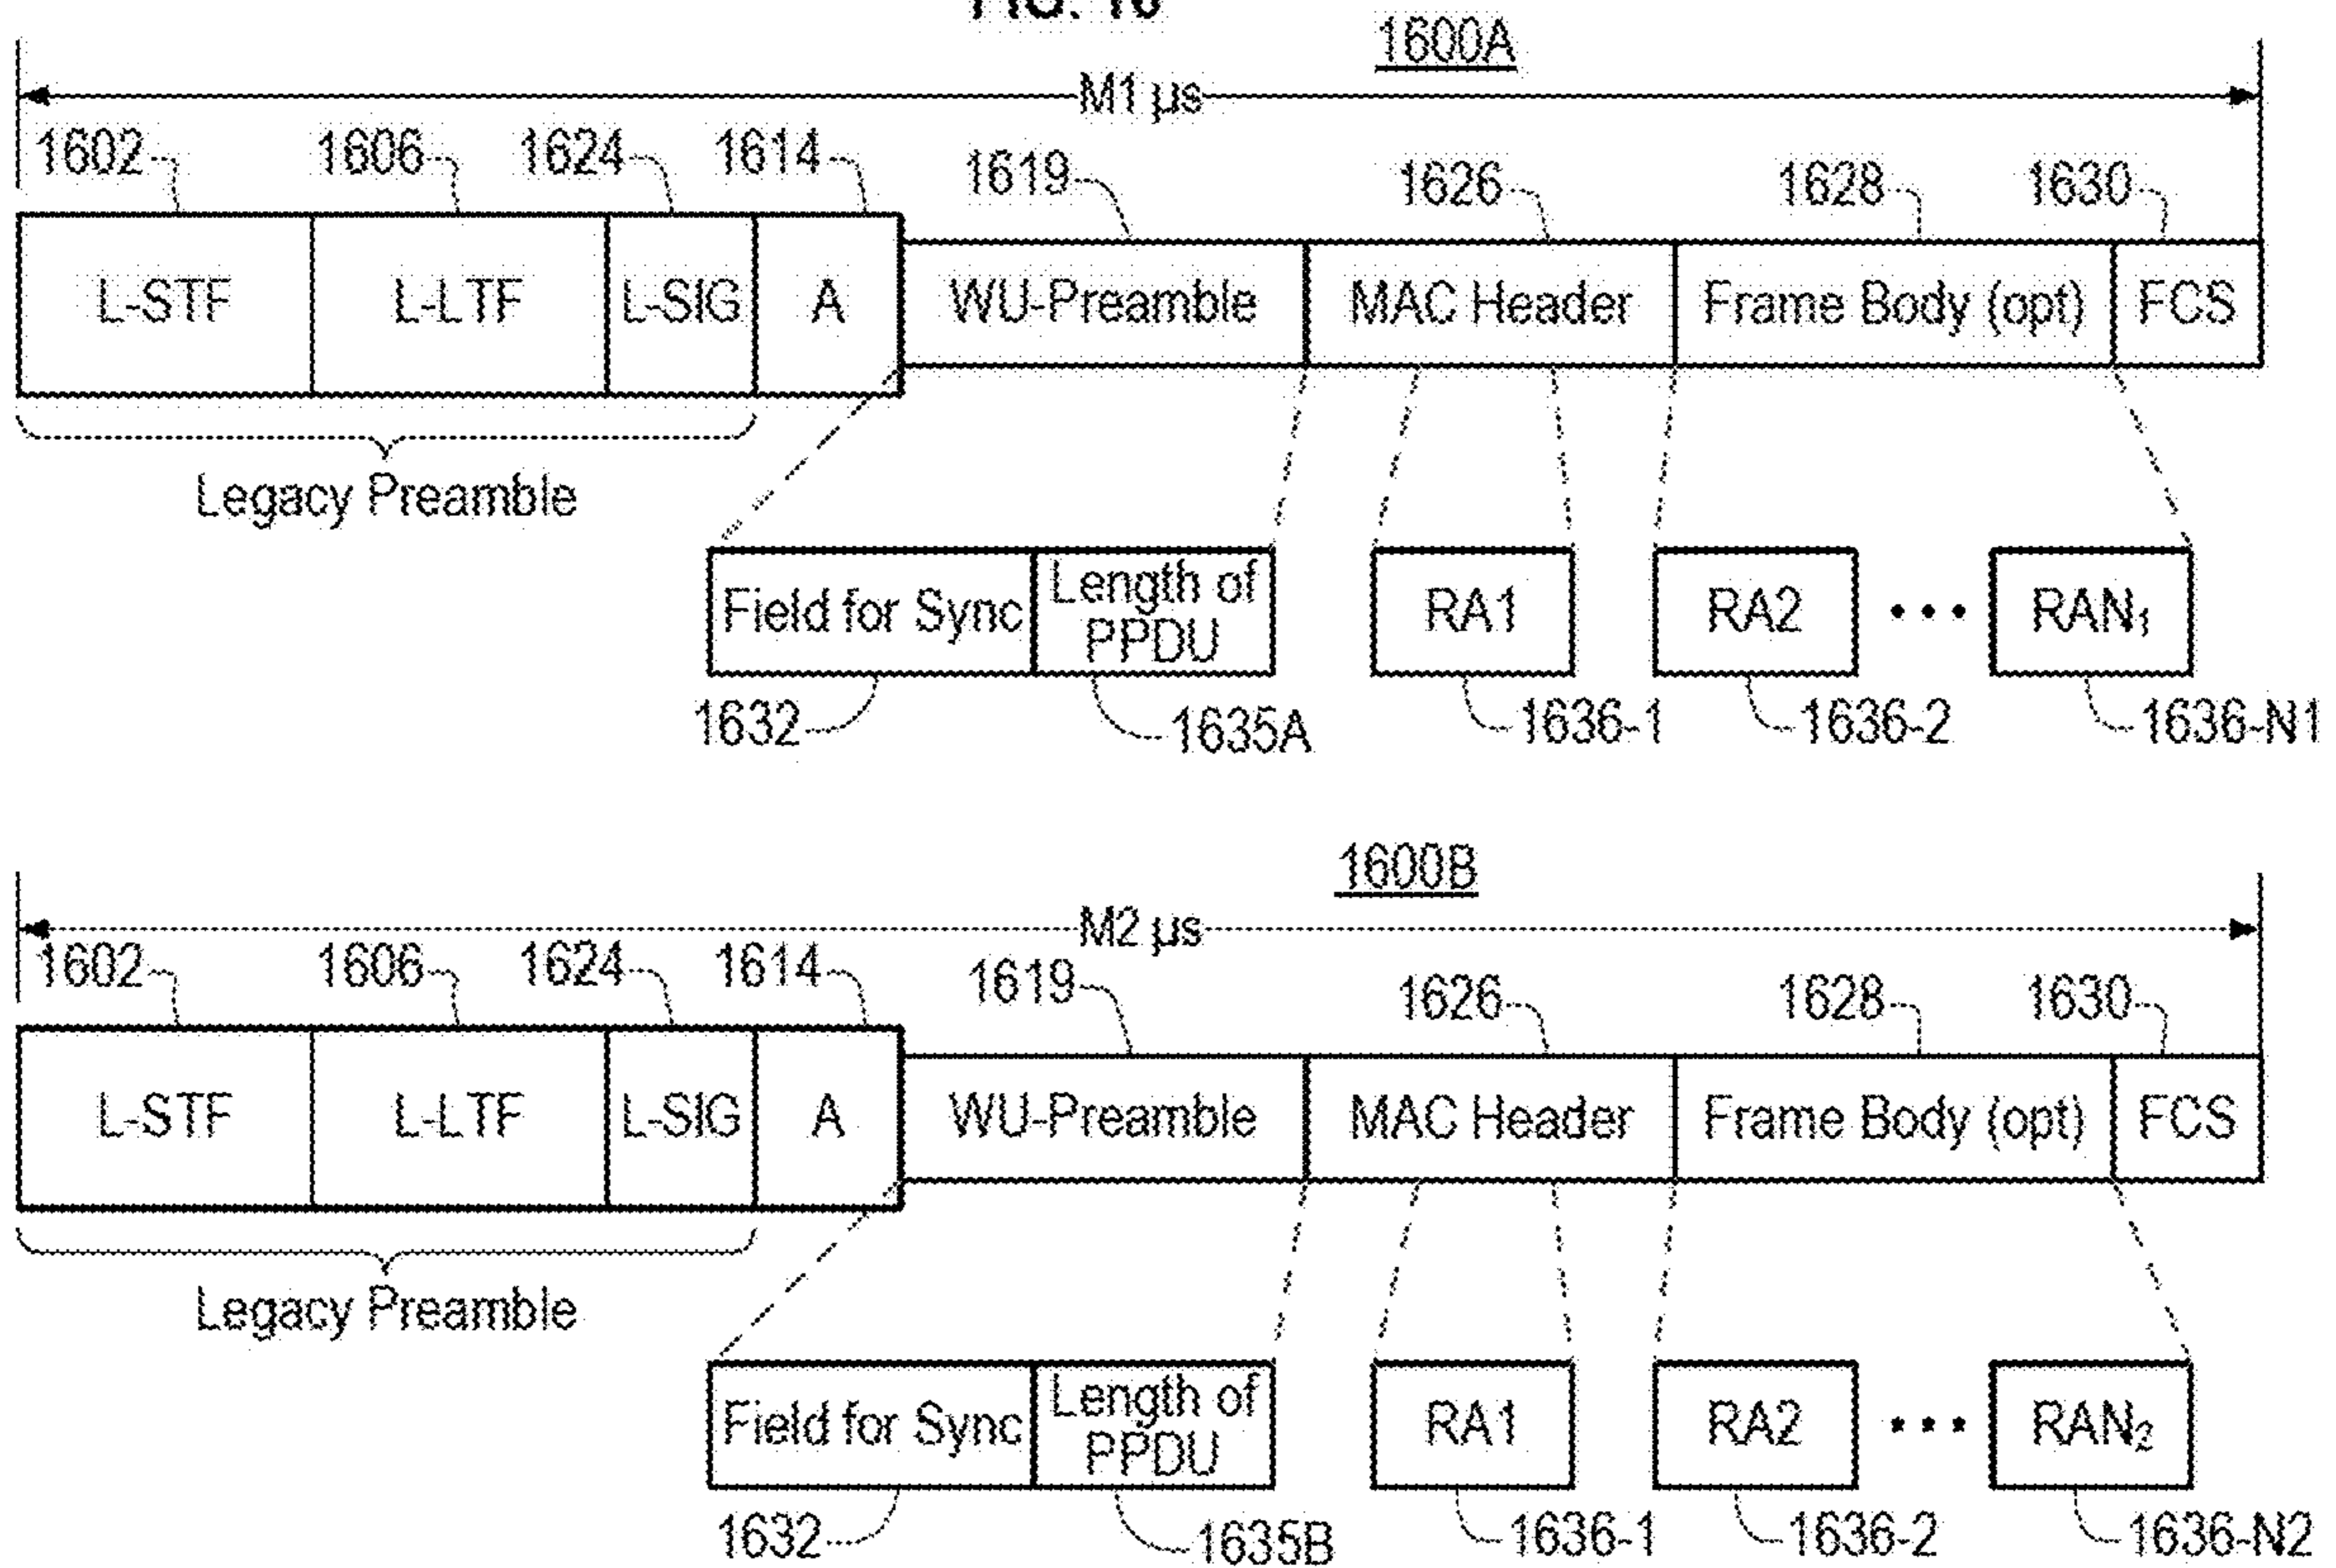 1600A
M1 µs
1602 1606 1624 1614 1619 1626 1628 1630
L-STF L-LTF L-SIG A WU-Preamble MAC Header Frame Body (opt) FCS
Legacy Preamble
Field for Sync Length of PPDU RA1 RA2 ••• RAN₁
1632 1635A 1636-1 1636-2 1636-N1
1600B
M2 µs
1602 1606 1624 1614 1619 1626 1628 1630
L-STF L-LTF L-SIG A WU-Preamble MAC Header Frame Body (opt) FCS
Legacy Preamble
Field for Sync Length of PPDU RA1 RA2 ••• RAN₂
1632 1635B 1636-1 1636-2 1636-N2